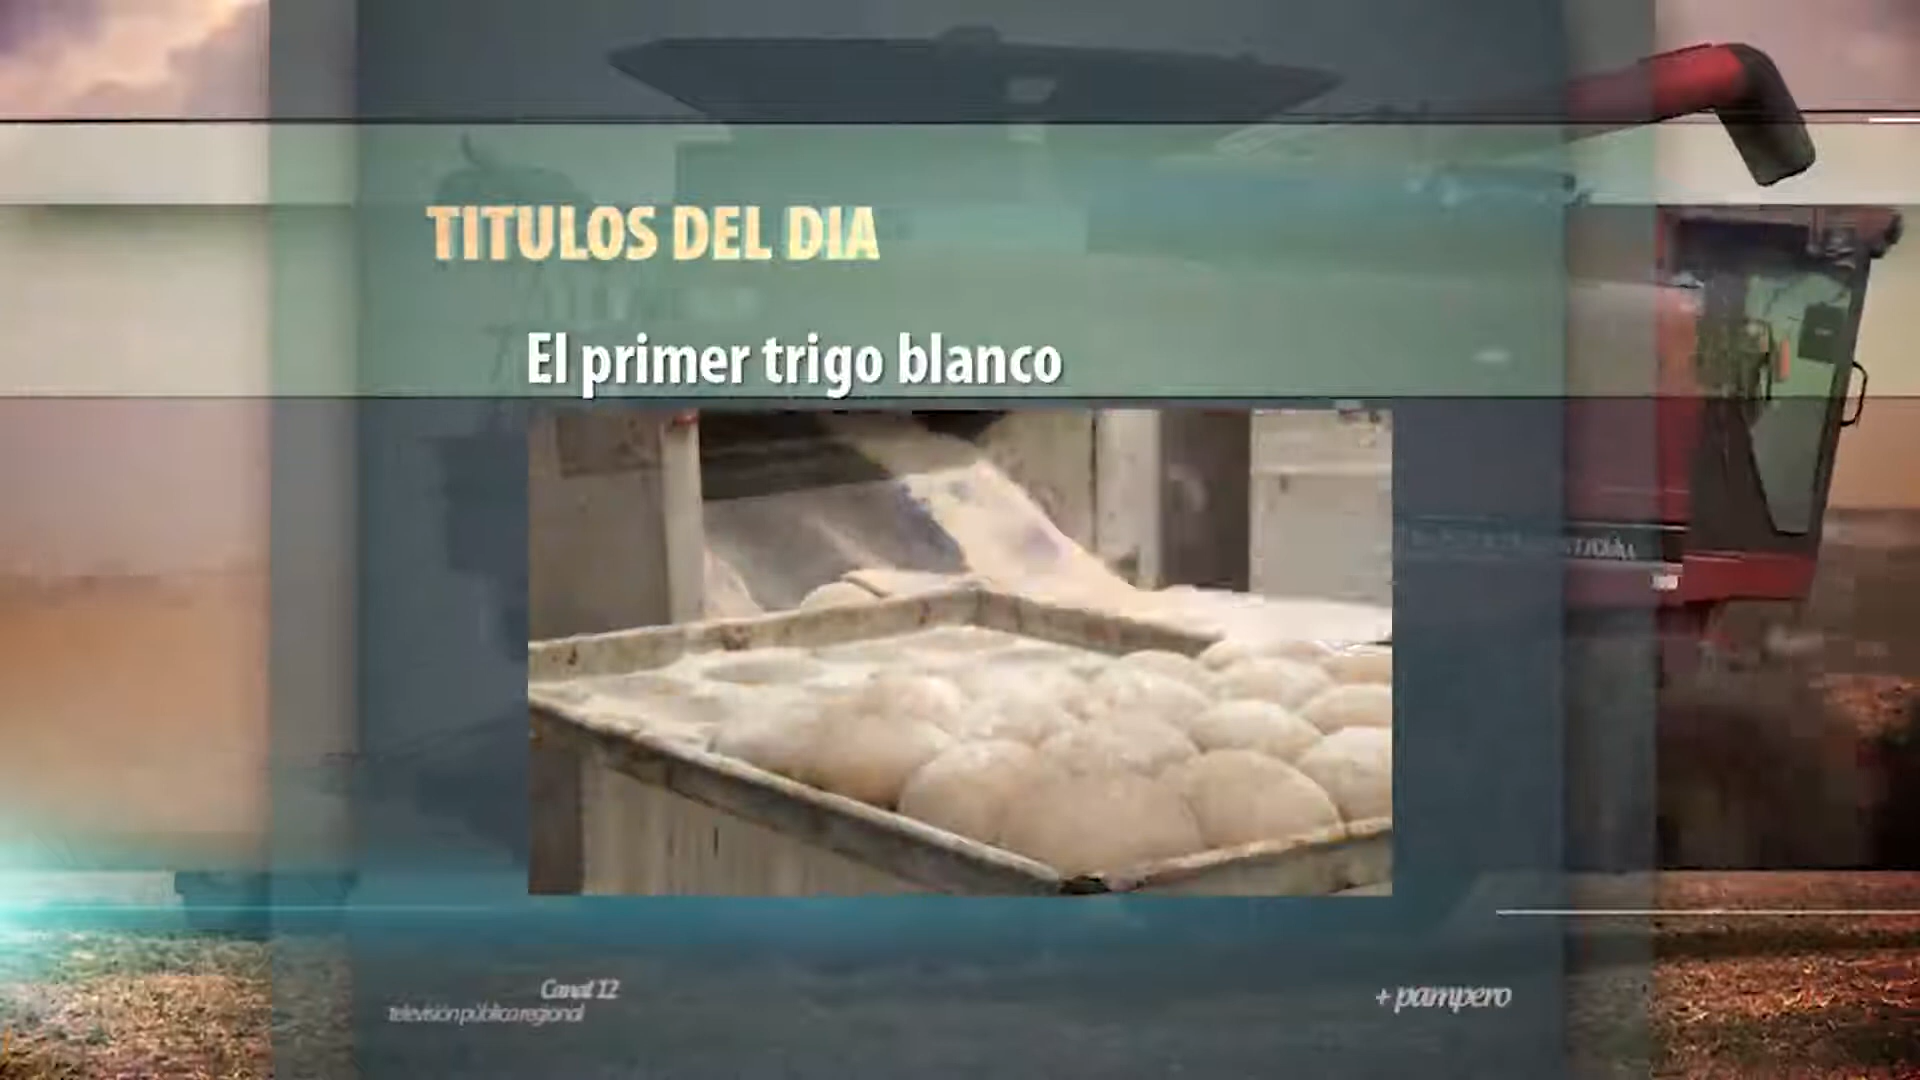 TITULOS DEL DIA
El primer trigo blanco
Canal 12
televisión pública regional
+ pampero